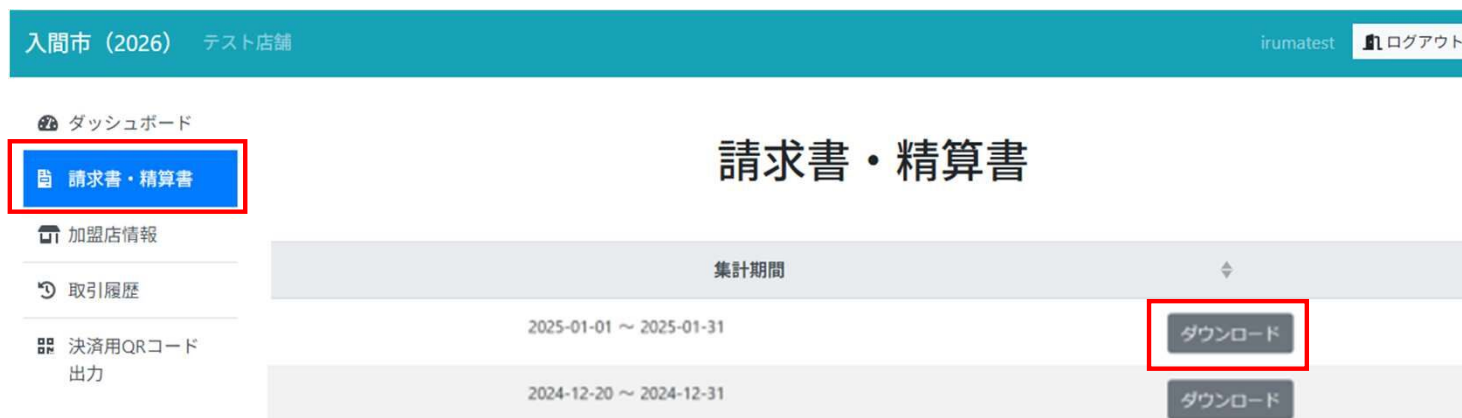 入間市（2026） テスト店舗 irumatest ログアウト
ダッシュボード
請求書・精算書
請求書・精算書
加盟店情報
集計期間
取引履歴
2025-01-01 ～ 2025-01-31 ダウンロード
決済用QRコード
出力
2024-12-20 ～ 2024-12-31 ダウンロード